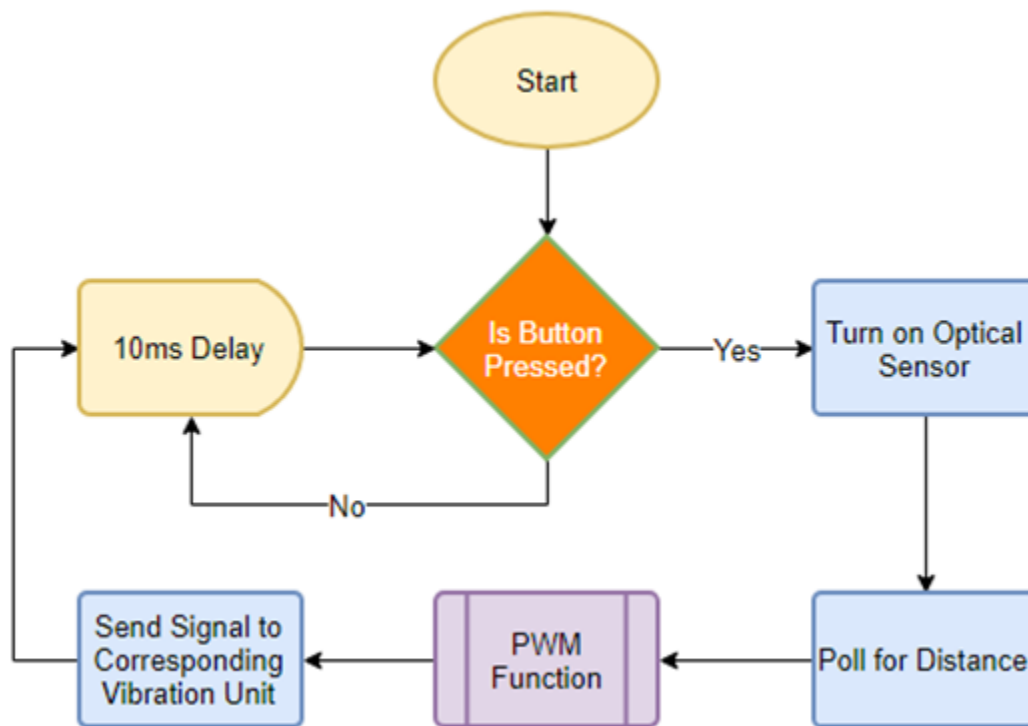 Start
10ms Delay
Is Button
Pressed?
Yes
Turn on Optical
Sensor
No
Send Signal to
Corresponding
Vibration Unit
PWM
Function
Poll for Distance